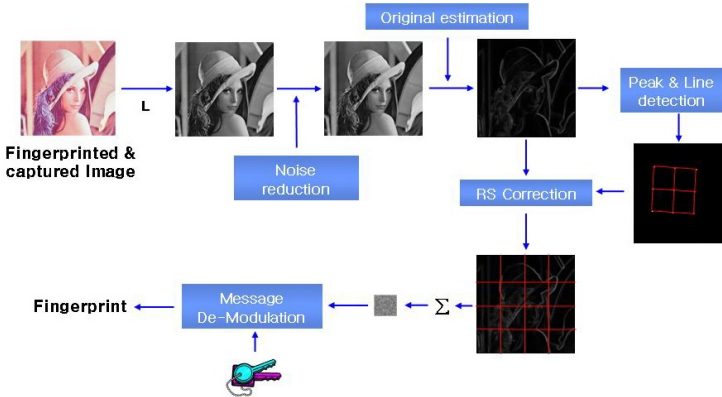 Original estimation
L
Fingerprinted &
captured Image
Noise
reduction
Peak & Line
detection
RS Correction
Σ
Message
De-Modulation
Fingerprint